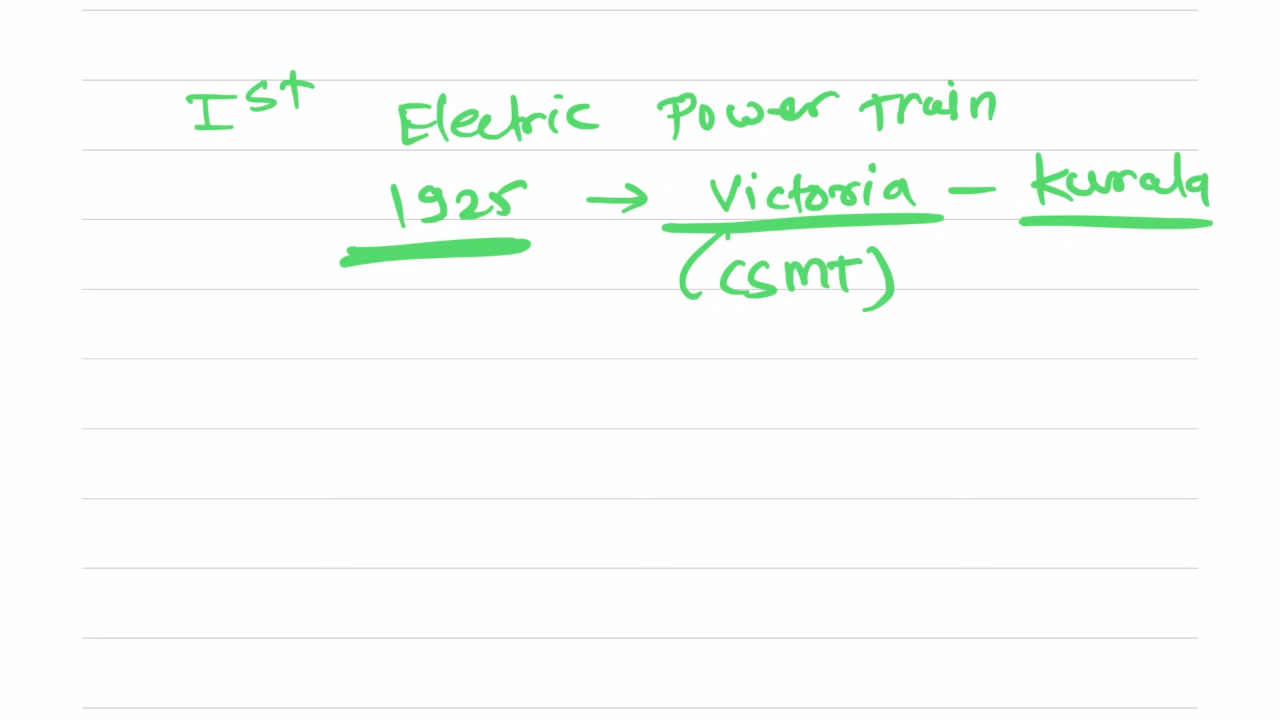 Ist Electric Power Train
1925 → Victoria — Kurala
(CSMT)